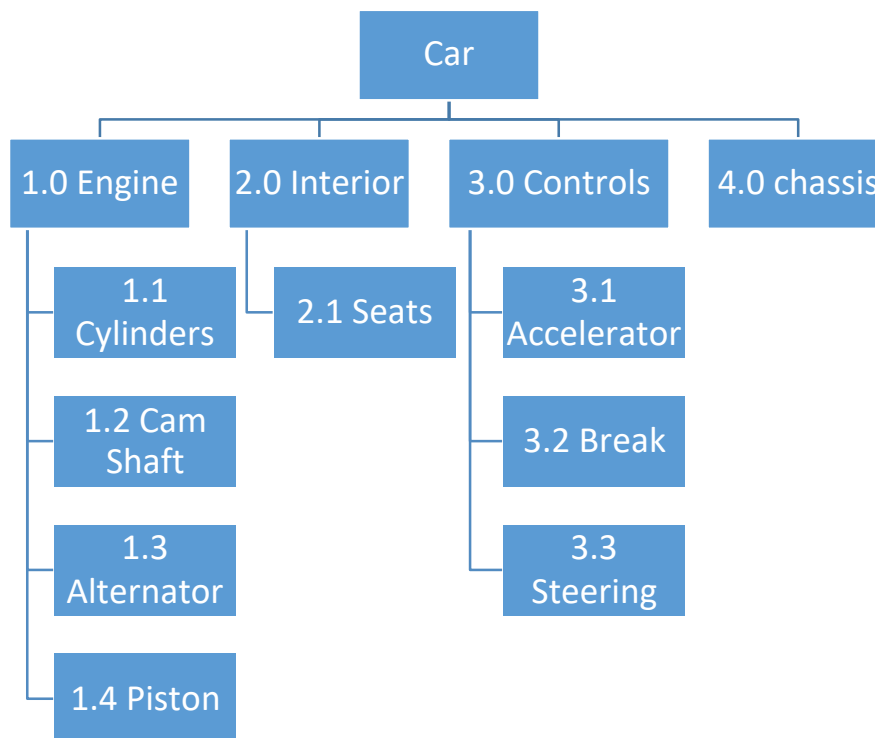 Car
1.0 Engine
2.0 Interior
3.0 Controls
4.0 chassis
1.1
Cylinders
1.2 Cam
Shaft
1.3
Alternator
1.4 Piston
2.1 Seats
3.1
Accelerator
3.2 Break
3.3
Steering